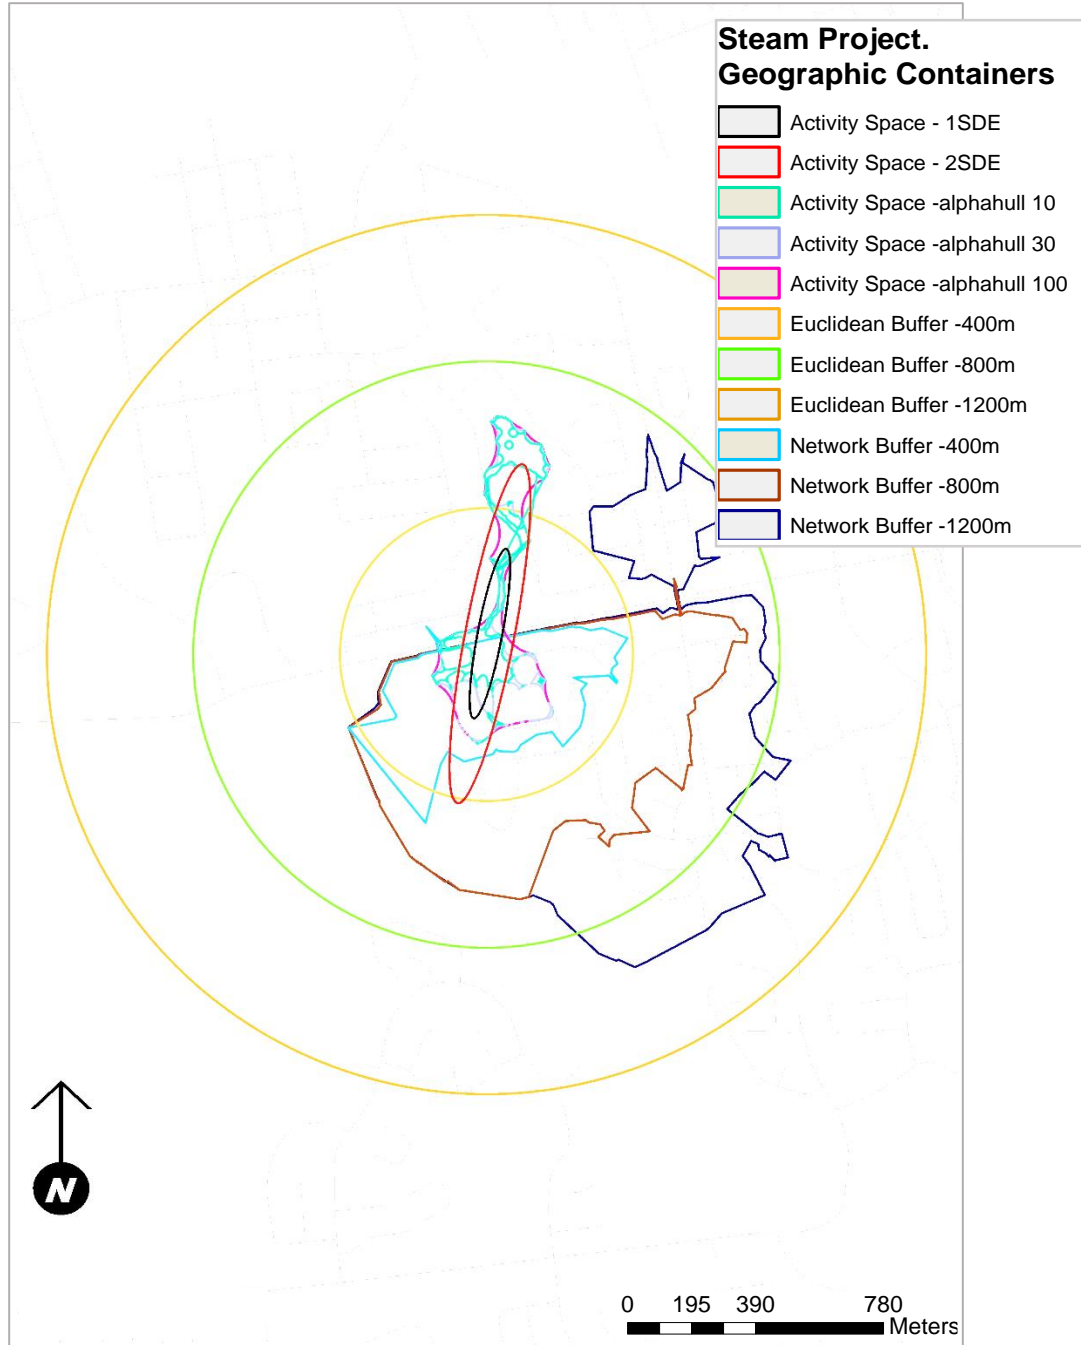 Steam Project.
Geographic Containers
Activity Space - 1SDE
Activity Space - 2SDE
Activity Space -alphahull 10
Activity Space -alphahull 30
Activity Space -alphahull 100
Euclidean Buffer -400m
Euclidean Buffer -800m
Euclidean Buffer -1200m
Network Buffer -400m
Network Buffer -800m
Network Buffer -1200m
N
0 195 390 780
Meters